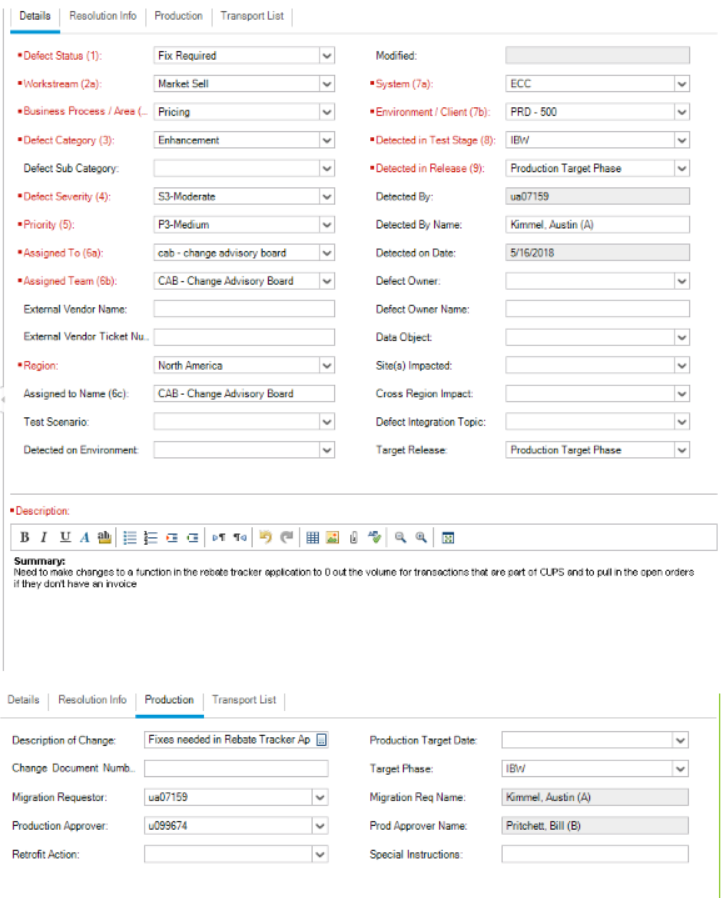 Details Resolution Info Production Transport List
•Defect Status (1): Fix Required Modified:
•Workstream (2a): Market Sell •System (7a): ECC
•Business Process / Area (.. Pricing •Environment / Client (7b): PRD - 500
•Defect Category (3): Enhancement •Detected in Test Stage (8): IBW
Defect Sub Category: •Detected in Release (9): Production Target Phase
•Defect Severity (4): S3-Moderate Detected By: ua07159
•Priority (5): P3-Medium Detected By Name: Kimmel, Austin (A)
•Assigned To (6a): cab - change advisory board Detected on Date: 5/16/2018
•Assigned Team (6b): CAB - Change Advisory Board Defect Owner:
External Vendor Name: Defect Owner Name:
External Vendor Ticket Nu.. Data Object:
•Region: North America Site(s) Impacted:
Assigned to Name (6c): CAB - Change Advisory Board Cross Region Impact:
Test Scenario: Defect Integration Topic:
Detected on Environment: Target Release: Production Target Phase
•Description:
B I U A ab
Summary:
Need to make changes to a function in the rebate tracker application to 0 out the volume for transactions that are part of CUPS and to pull in the open orders
if they don't have an invoice
Details Resolution Info Production Transport List
Description of Change: Fixes needed in Rebate Tracker Ap Production Target Date:
Change Document Numb.. Target Phase: IBW
Migration Requestor: ua07159 Migration Req Name: Kimmel, Austin (A)
Production Approver: u099674 Prod Approver Name: Pritchett, Bill (B)
Retrofit Action: Special Instructions: